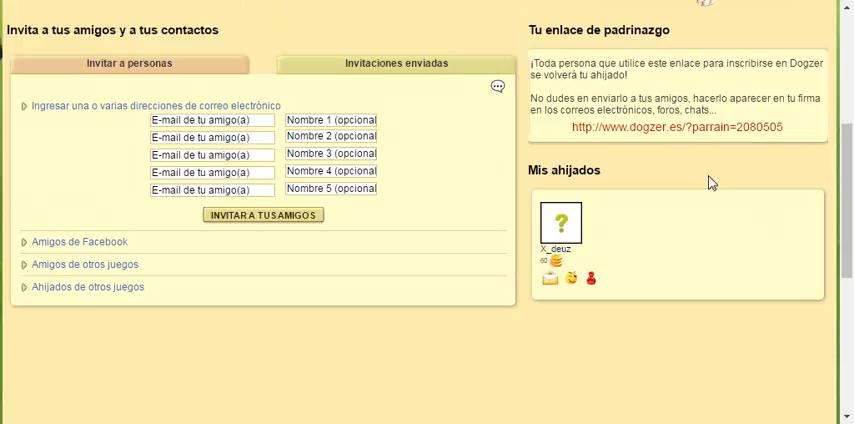 Invita a tus amigos y a tus contactos
Invitar a personas
Invitaciones enviadas
Ingresar una o varias direcciones de correo electrónico
E-mail de tu amigo(a) Nombre 1 (opcional
E-mail de tu amigo(a) Nombre 2 (opcional
E-mail de tu amigo(a) Nombre 3 (opcional
E-mail de tu amigo(a) Nombre 4 (opcional
E-mail de tu amigo(a) Nombre 5 (opcional
INVITAR A TUS AMIGOS
Amigos de Facebook
Amigos de otros juegos
Ahijados de otros juegos
Tu enlace de padrinazgo
¡Toda persona que utilice este enlace para inscribirse en Dogzer
se volverá tu ahijado!
No dudes en enviarlo a tus amigos, hacerlo aparecer en tu firma
en los correos electrónicos, foros, chats...
http://www.dogzer.es/?parrain=2080505
Mis ahijados
?
X_deuz
60